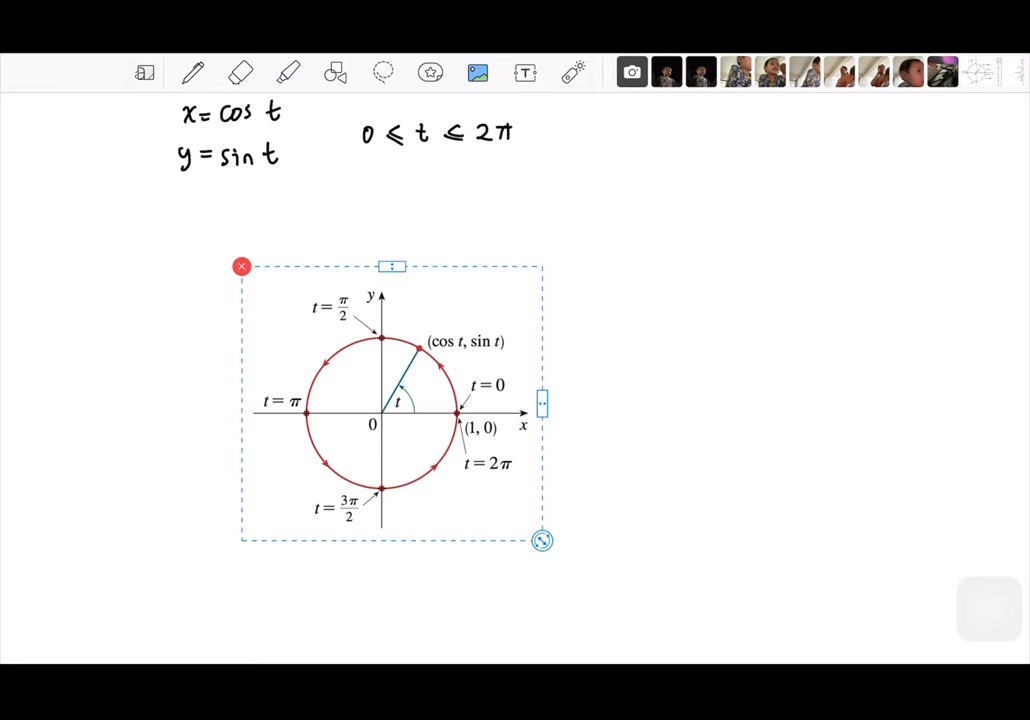 x = cos t
y = sin t
0 ⩽ t ⩽ 2π
t = π/2
y
(cos t, sin t)
t = 0
t = π
t
0
(1, 0)
x
t = 2π
t = 3π/2
T